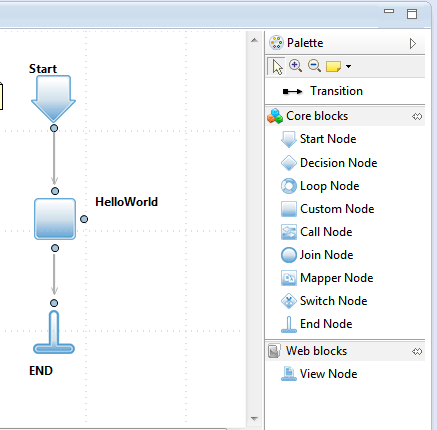 Start
HelloWorld
END
Palette
Transition
Core blocks
Start Node
Decision Node
Loop Node
Custom Node
Call Node
Join Node
Mapper Node
Switch Node
End Node
Web blocks
View Node